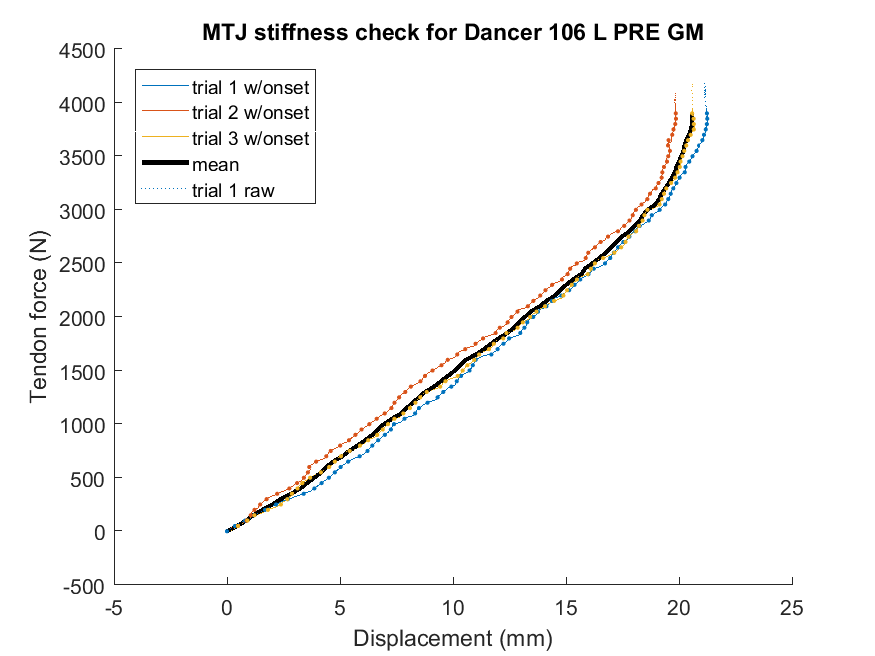 MTJ stiffness check for Dancer 106 L PRE GM
4500
4000
3500
3000
2500
2000
1500
1000
500
0
-500
Tendon force (N)
trial 1 w/onset
trial 2 w/onset
trial 3 w/onset
mean
trial 1 raw
-5
0
5
10
15
20
25
Displacement (mm)